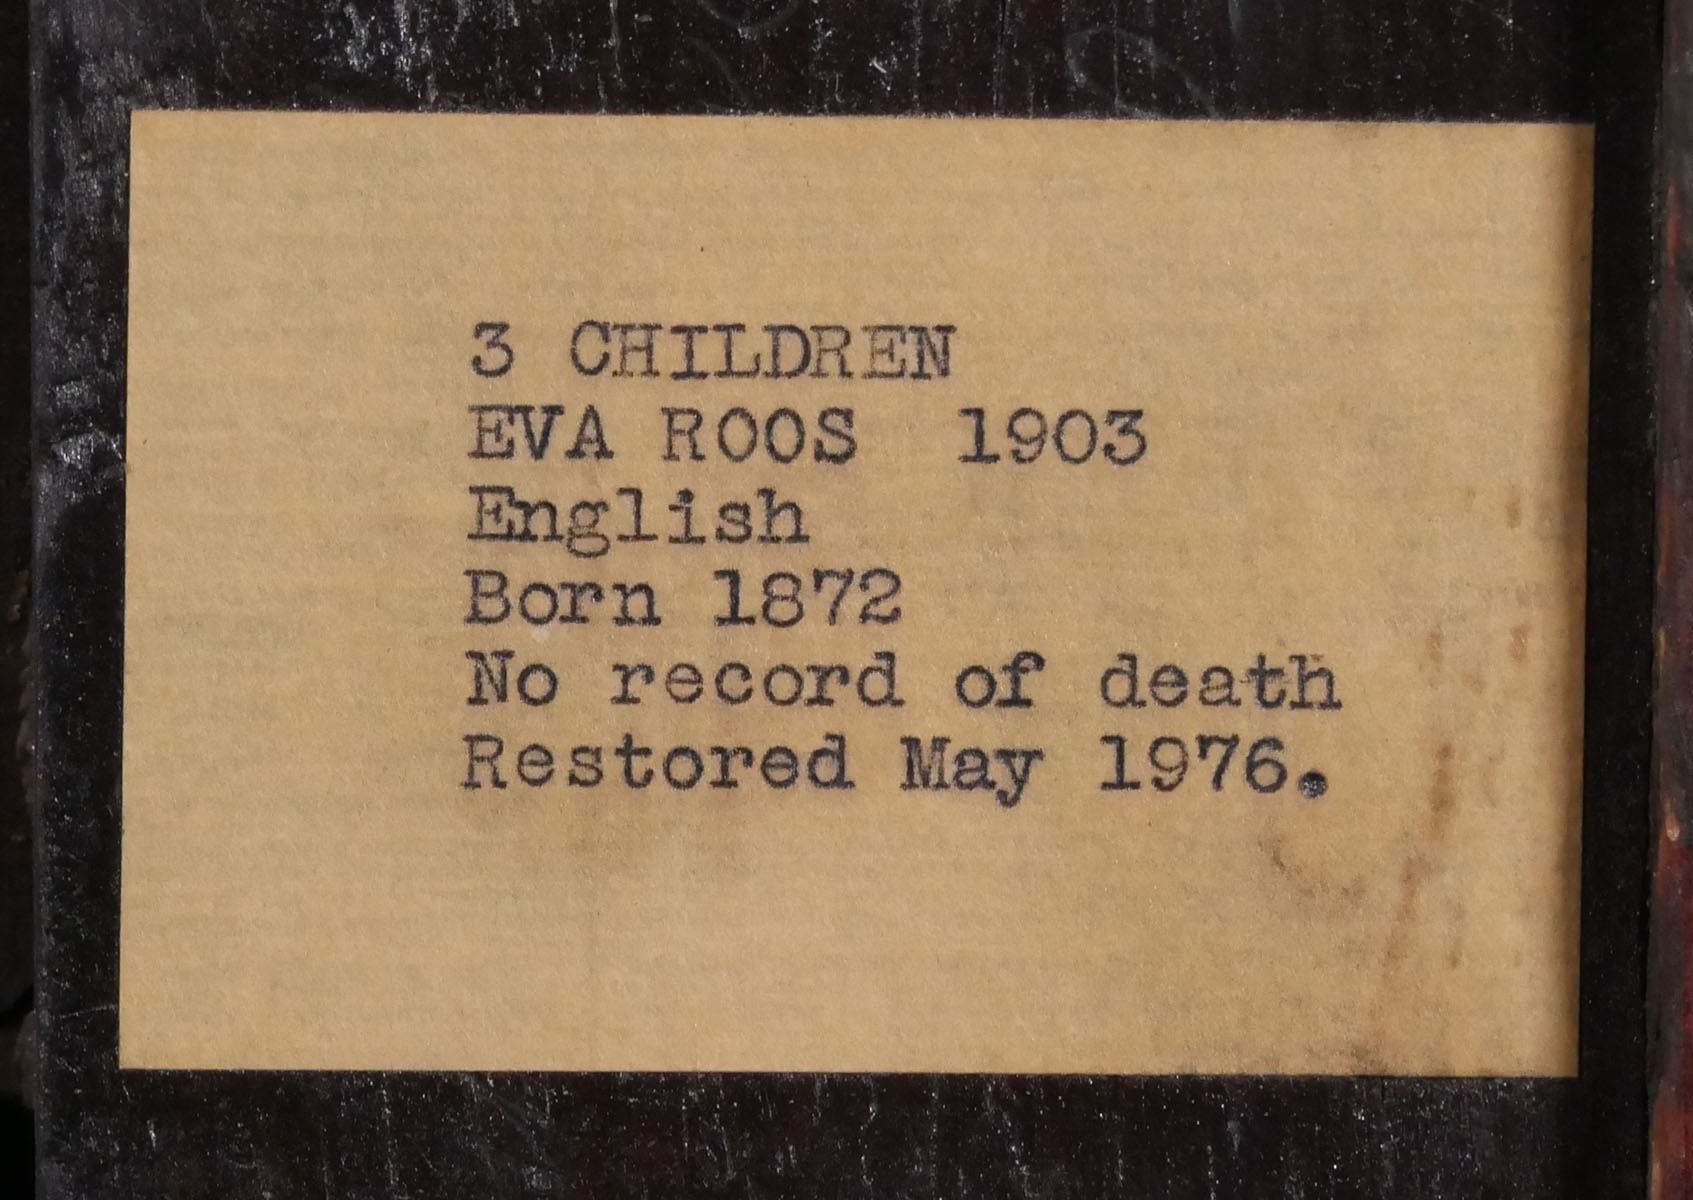 3 CHILDREN
EVA ROOS 1903
English
Born 1872
No record of death
Restored May 1976.